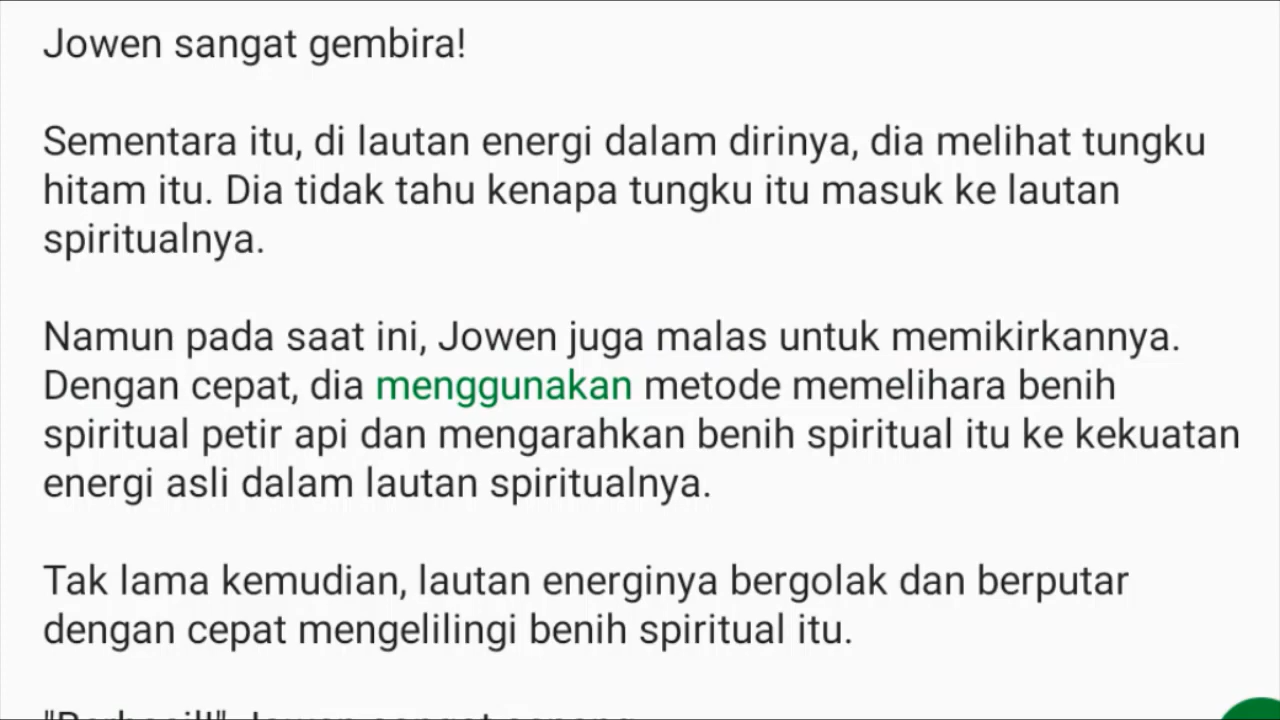 Jowen sangat gembira!
Sementara itu, di lautan energi dalam dirinya, dia melihat tungku
hitam itu. Dia tidak tahu kenapa tungku itu masuk ke lautan
spiritualnya.
Namun pada saat ini, Jowen juga malas untuk memikirkannya.
Dengan cepat, dia menggunakan metode memelihara benih
spiritual petir api dan mengarahkan benih spiritual itu ke kekuatan
energi asli dalam lautan spiritualnya.
Tak lama kemudian, lautan energinya bergolak dan berputar
dengan cepat mengelilingi benih spiritual itu.